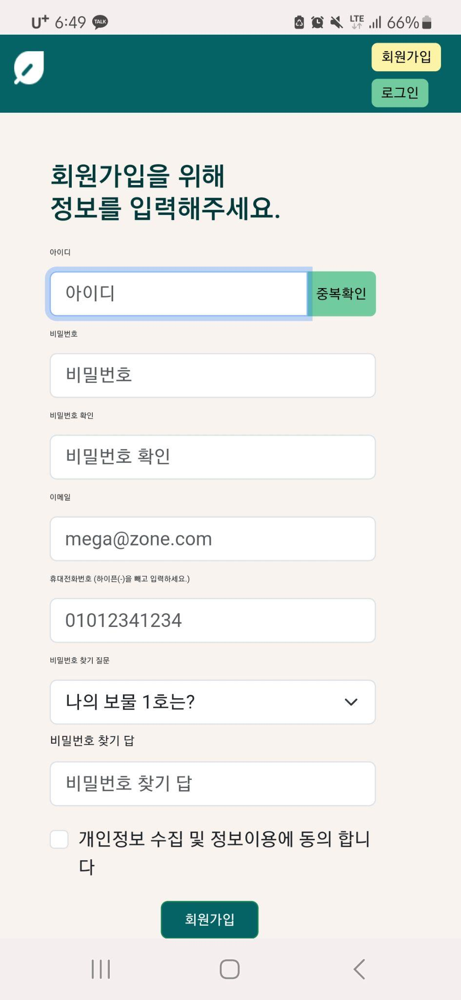 U+ 6:49 TALK LTE 66%
회원가입
로그인
회원가입을 위해
정보를 입력해주세요.
아이디
아이디 중복확인
비밀번호
비밀번호
비밀번호 확인
비밀번호 확인
이메일
mega@zone.com
휴대전화번호 (하이픈(-)을 빼고 입력하세요.)
01012341234
비밀번호 찾기 질문
나의 보물 1호는?
비밀번호 찾기 답
비밀번호 찾기 답
개인정보 수집 및 정보이용에 동의 합니
다
회원가입